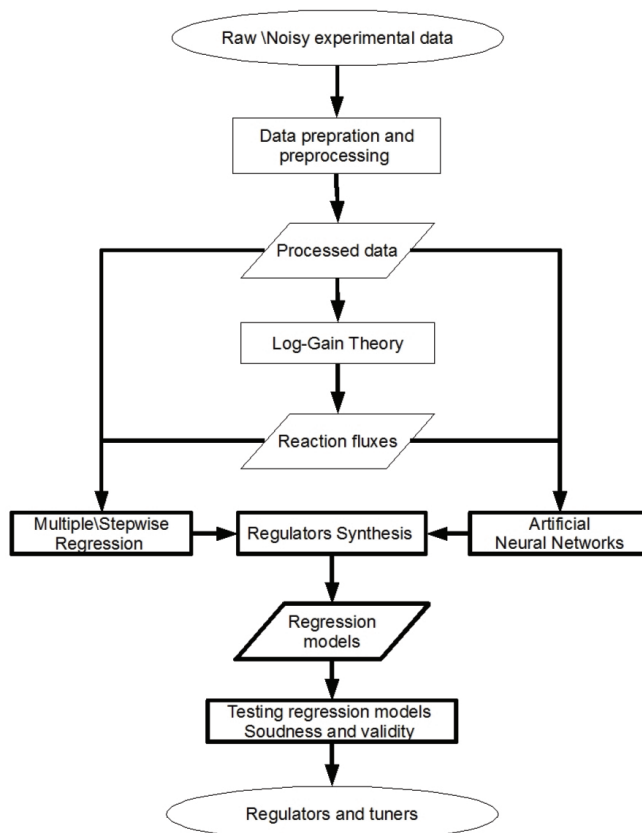 Raw \Noisy experimental data
Data prepration and
preprocessing
Processed data
Log-Gain Theory
Reaction fluxes
Multiple\Stepwise
Regression
Regulators Synthesis
Artificial
Neural Networks
Regression
models
Testing regression models
Soudness and validity
Regulators and tuners